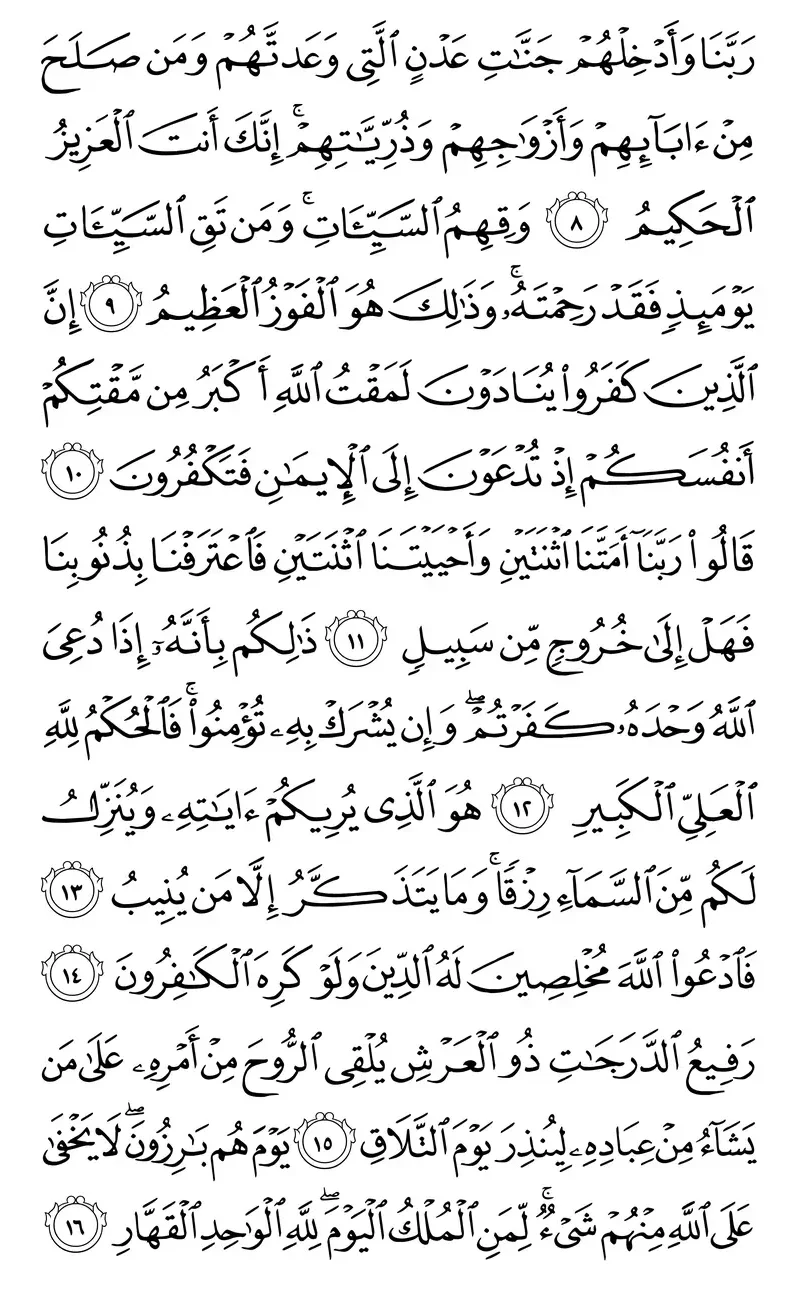 رَبَّنَا وَأَدْخِلْهُمْ جَنَّٰتِ عَدْنٍ ٱلَّتِى وَعَدتَّهُمْ وَمَن صَلَحَ
مِنْ ءَابَآئِهِمْ وَأَزْوَٰجِهِمْ وَذُرِّيَّٰتِهِمْ ۚ إِنَّكَ أَنتَ ٱلْعَزِيزُ
ٱلْحَكِيمُ ٨ وَقِهِمُ ٱلسَّيِّـَٔاتِ ۚ وَمَن تَقِ ٱلسَّيِّـَٔاتِ
يَوْمَئِذٍ فَقَدْ رَحِمْتَهُۥ ۚ وَذَٰلِكَ هُوَ ٱلْفَوْزُ ٱلْعَظِيمُ ٩ إِنَّ
ٱلَّذِينَ كَفَرُوا۟ يُنَادَوْنَ لَمَقْتُ ٱللَّهِ أَكْبَرُ مِن مَّقْتِكُمْ
أَنفُسَكُمْ إِذْ تُدْعَوْنَ إِلَى ٱلْإِيمَٰنِ فَتَكْفُرُونَ ١٠
قَالُوا۟ رَبَّنَآ أَمَتَّنَا ٱثْنَتَيْنِ وَأَحْيَيْتَنَا ٱثْنَتَيْنِ فَٱعْتَرَفْنَا بِذُنُوبِنَا
فَهَلْ إِلَىٰ خُرُوجٍ مِّن سَبِيلٍ ١١ ذَٰلِكُم بِأَنَّهُۥٓ إِذَا دُعِىَ
ٱللَّهُ وَحْدَهُۥ كَفَرْتُمْ ۖ وَإِن يُشْرَكْ بِهِۦ تُؤْمِنُوا۟ ۚ فَٱلْحُكْمُ لِلَّهِ
ٱلْعَلِىِّ ٱلْكَبِيرِ ١٢ هُوَ ٱلَّذِى يُرِيكُمْ ءَايَٰتِهِۦ وَيُنَزِّلُ
لَكُم مِّنَ ٱلسَّمَآءِ رِزْقًا ۚ وَمَا يَتَذَكَّرُ إِلَّا مَن يُنِيبُ ١٣
فَٱدْعُوا۟ ٱللَّهَ مُخْلِصِينَ لَهُ ٱلدِّينَ وَلَوْ كَرِهَ ٱلْكَٰفِرُونَ ١٤
رَفِيعُ ٱلدَّرَجَٰتِ ذُو ٱلْعَرْشِ يُلْقِى ٱلرُّوحَ مِنْ أَمْرِهِۦ عَلَىٰ مَن
يَشَآءُ مِنْ عِبَادِهِۦ لِيُنذِرَ يَوْمَ ٱلتَّلَاقِ ١٥ يَوْمَ هُم بَٰرِزُونَ ۖ لَا يَخْفَىٰ
عَلَى ٱللَّهِ مِنْهُمْ شَىْءٌ ۚ لِّمَنِ ٱلْمُلْكُ ٱلْيَوْمَ ۖ لِلَّهِ ٱلْوَٰحِدِ ٱلْقَهَّارِ ١٦